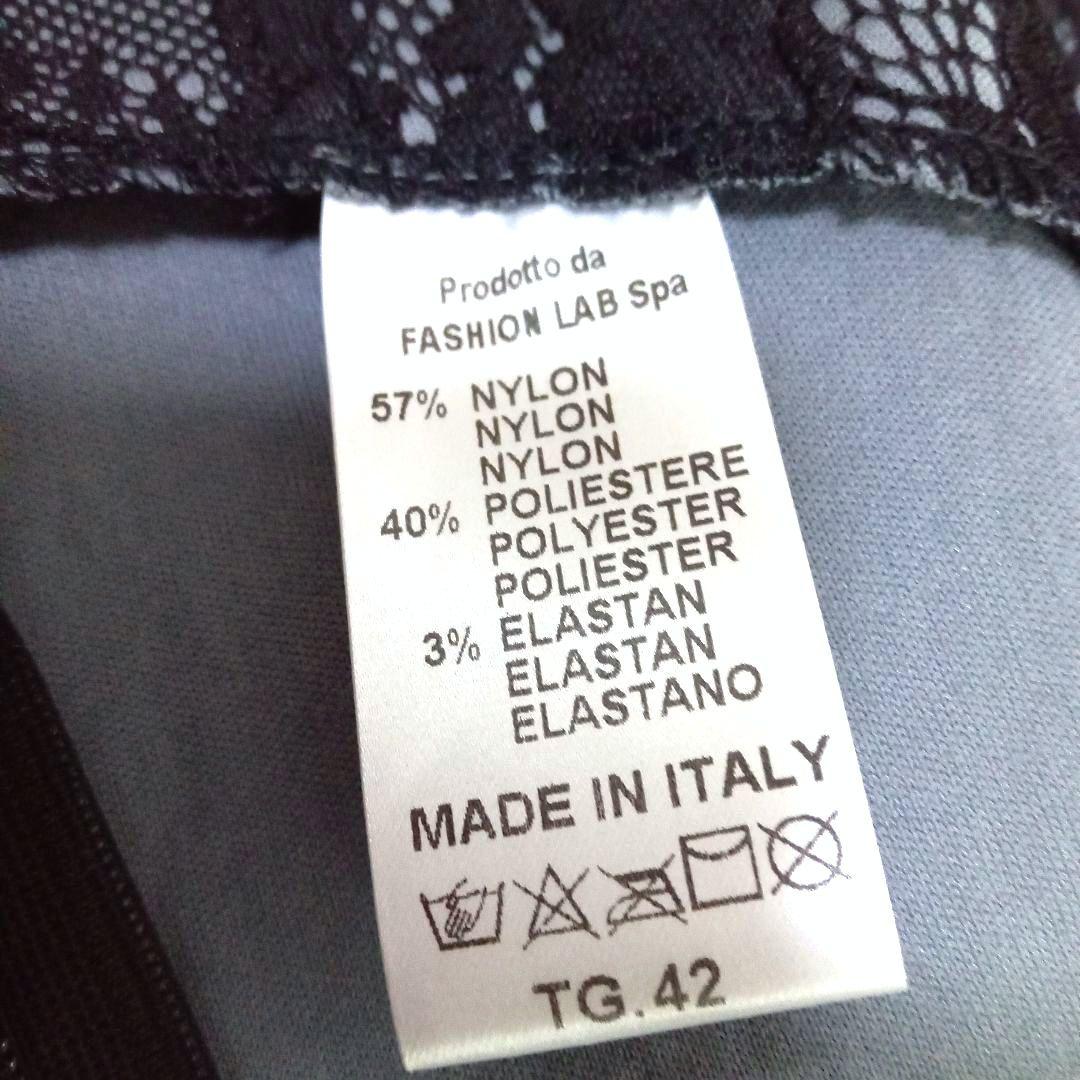 Prodotto da
FASHION LAB Spa
57% NYLON
NYLON
NYLON
40% POLIESTERE
POLYESTER
POLIESTER
3% ELASTAN
ELASTAN
ELASTANO
MADE IN ITALY
TG.42